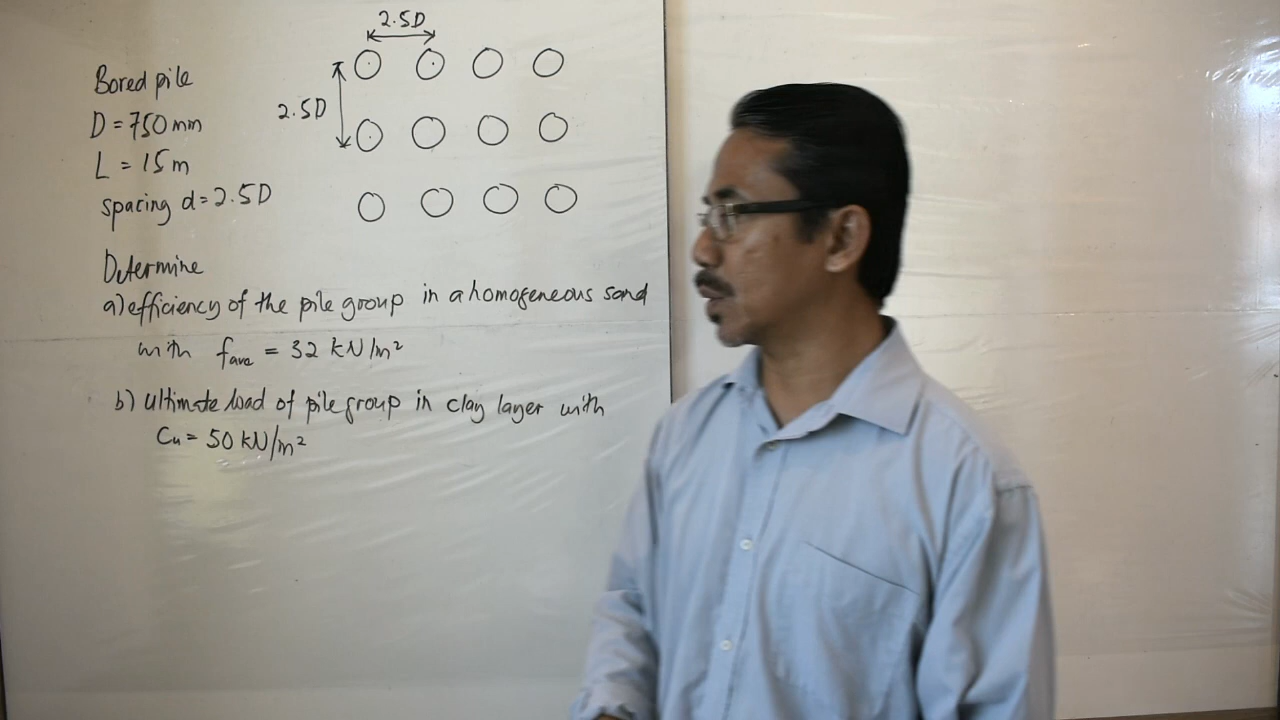 2.5D
Bored pile
2.5D
D = 750 mm
L = 15 m
spacing d = 2.5D
Determine
a) efficiency of the pile group in a homogeneous sand
with fave = 32 kN/m²
b) ultimate load of pile group in clay layer with
Cu = 50 kN/m²